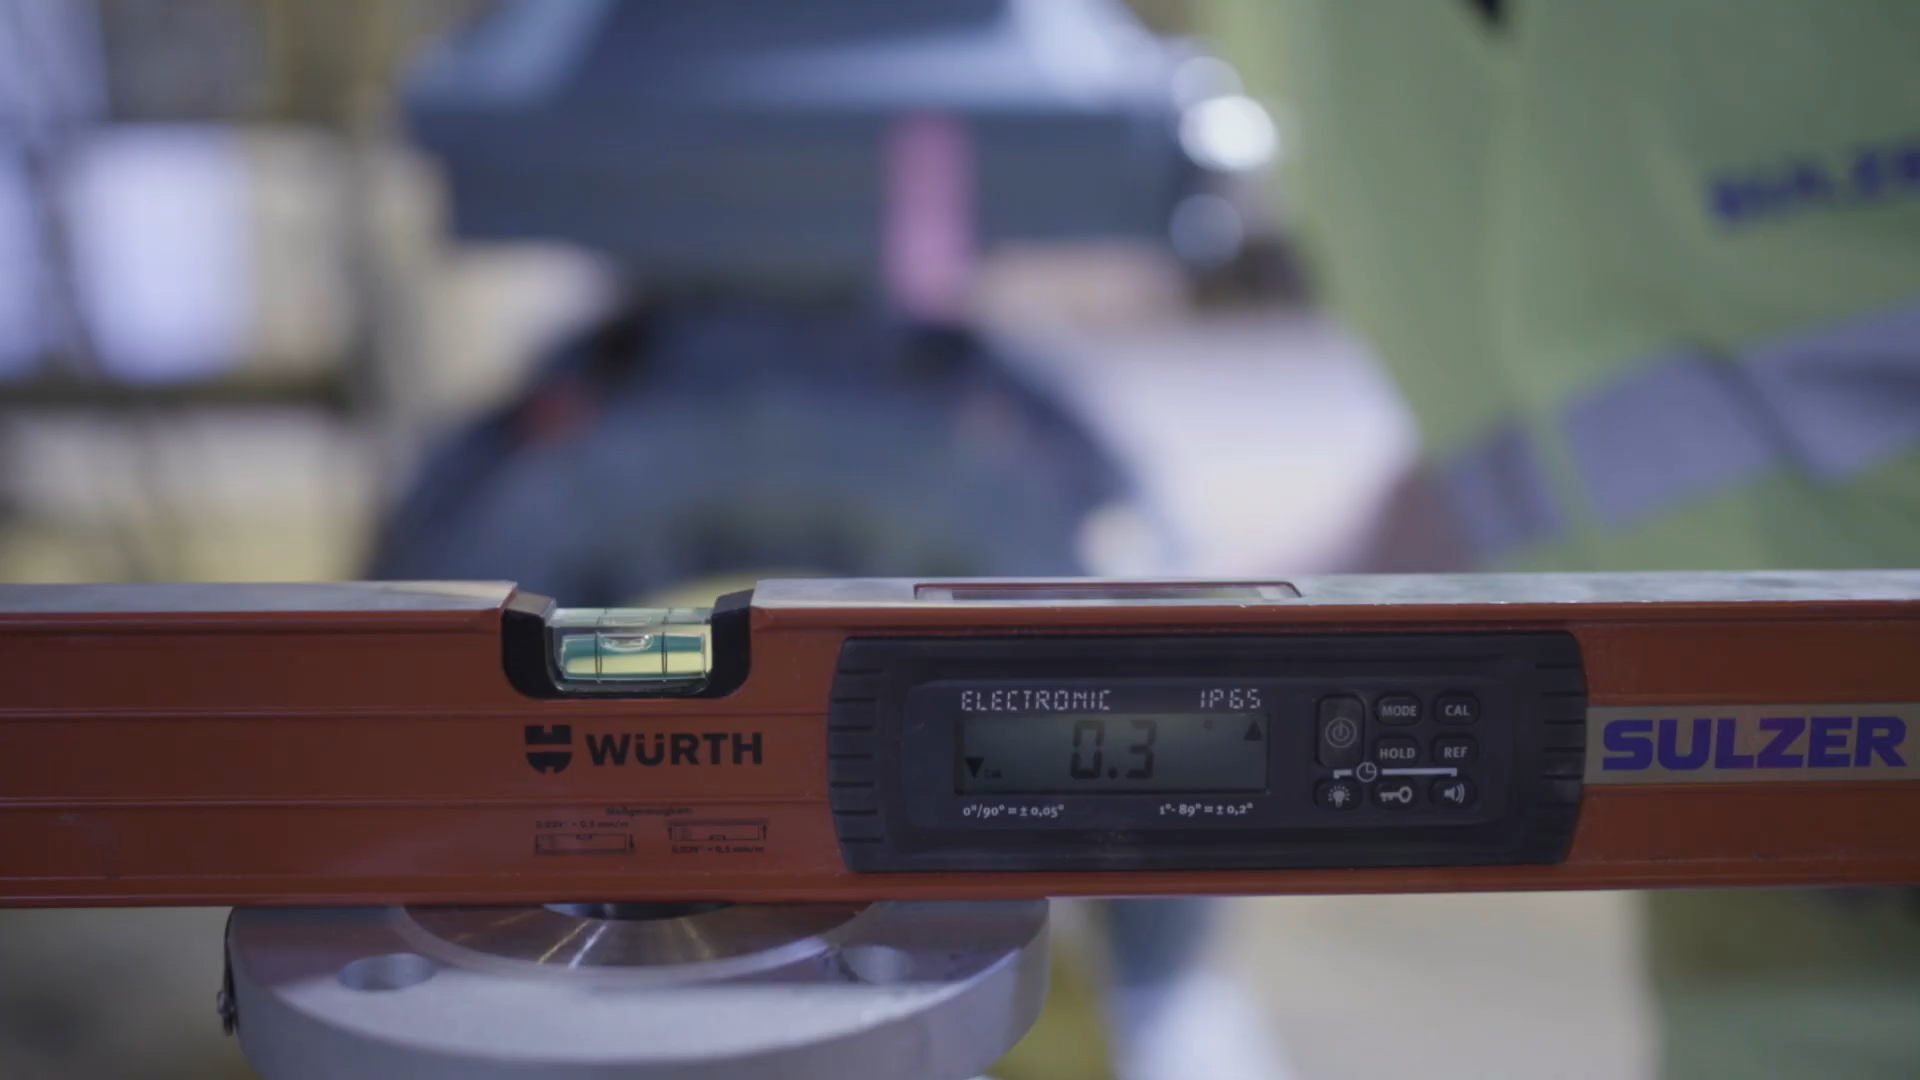 ELECTRONIC IP65
0.3 °
0°/90° = ± 0,05° 1°- 89° = ± 0,2°
MODE CAL
HOLD REF
WÜRTH
SULZER